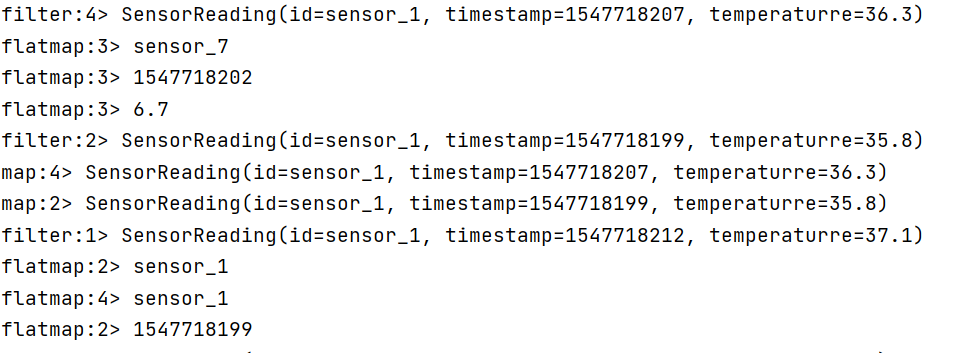 filter:4> SensorReading(id=sensor_1, timestamp=1547718207, temperaturre=36.3)
flatmap:3> sensor_7
flatmap:3> 1547718202
flatmap:3> 6.7
filter:2> SensorReading(id=sensor_1, timestamp=1547718199, temperaturre=35.8)
map:4> SensorReading(id=sensor_1, timestamp=1547718207, temperaturre=36.3)
map:2> SensorReading(id=sensor_1, timestamp=1547718199, temperaturre=35.8)
filter:1> SensorReading(id=sensor_1, timestamp=1547718212, temperaturre=37.1)
flatmap:2> sensor_1
flatmap:4> sensor_1
flatmap:2> 1547718199